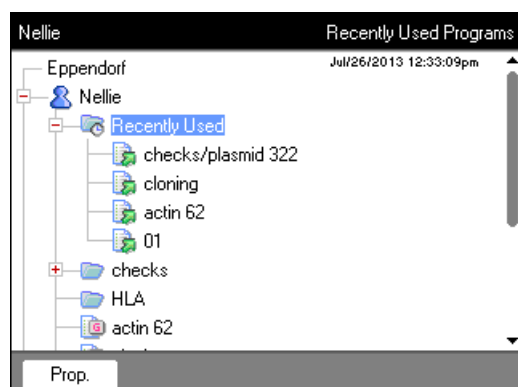 Nellie Recently Used Programs
Eppendorf Jul/26/2013 12:33:09pm
Nellie
Recently Used
checks/plasmid 322
cloning
actin 62
01
checks
HLA
G actin 62
Prop.